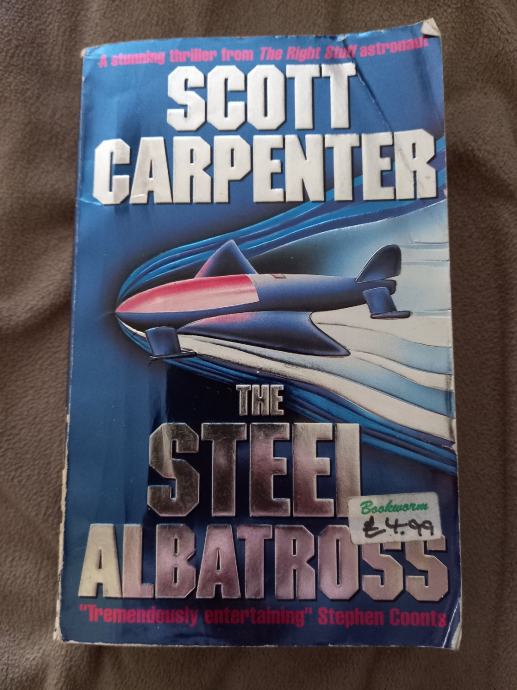 A stunning thriller from The Right Stuff astronaut
SCOTT
CARPENTER
THE
STEEL
Bookworm
£4.99
ALBATROSS
"Tremendously entertaining" Stephen Coonts